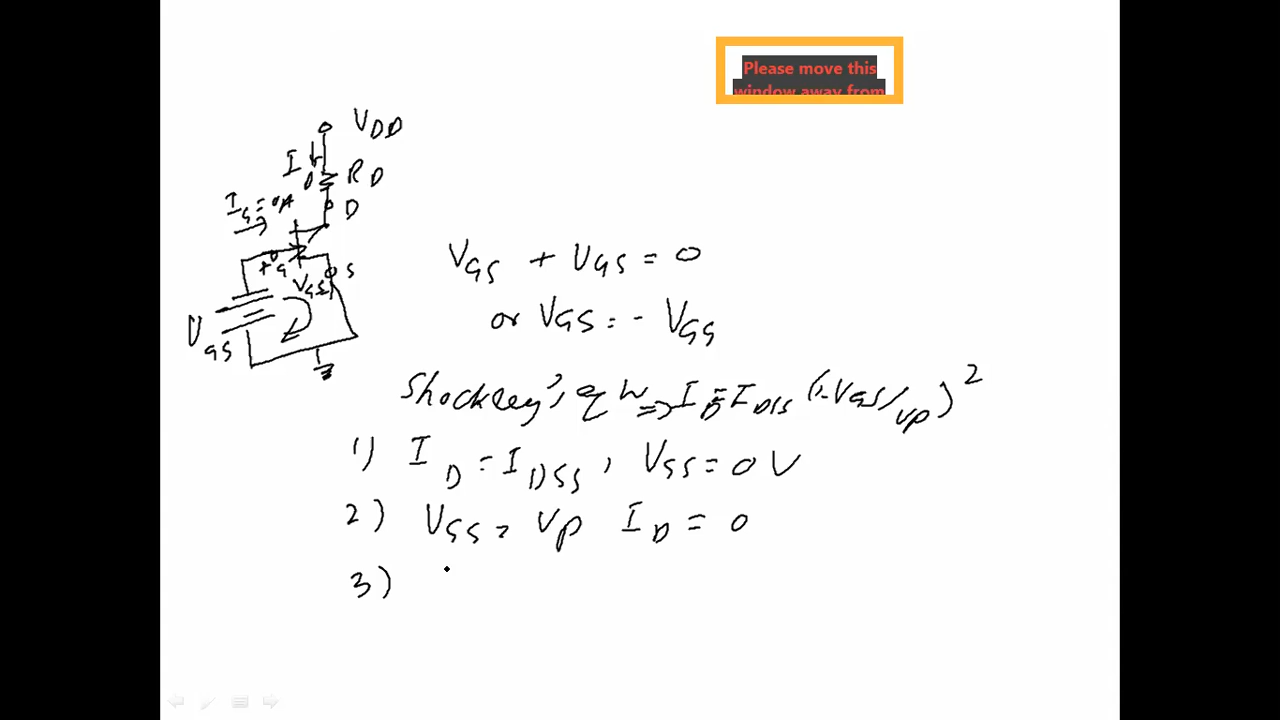 Please move this
window away from
VDD
ID
RD
IG=0A
D
+
G
S
VGS
VGS
VGS + VGS = 0
or VGS = - VGS
Shockley's eqn => ID = IDSS (1-VGS/VP)2
1) ID = IDSS, VGS = 0 V
2) VGS = VP ID = 0
3)